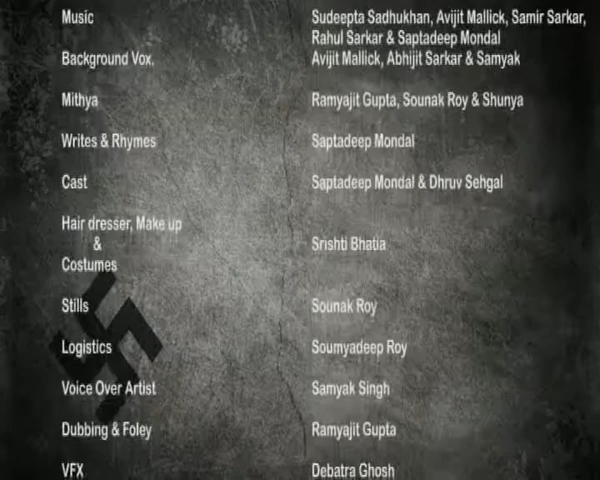 Music Sudeepta Sadhukhan, Avijit Mallick, Samir Sarkar,
Rahul Sarkar & Saptadeep Mondal
Background Vox. Avijit Mallick, Abhijit Sarkar & Samyak
Mithya Ramyajit Gupta, Sounak Roy & Shunya
Writes & Rhymes Saptadeep Mondal
Cast Saptadeep Mondal & Dhruv Sehgal
Hair dresser, Make up
& Srishti Bhatia
Costumes
Stills Sounak Roy
Logistics Soumyadeep Roy
Voice Over Artist Samyak Singh
Dubbing & Foley Ramyajit Gupta
VFX Debatra Ghosh